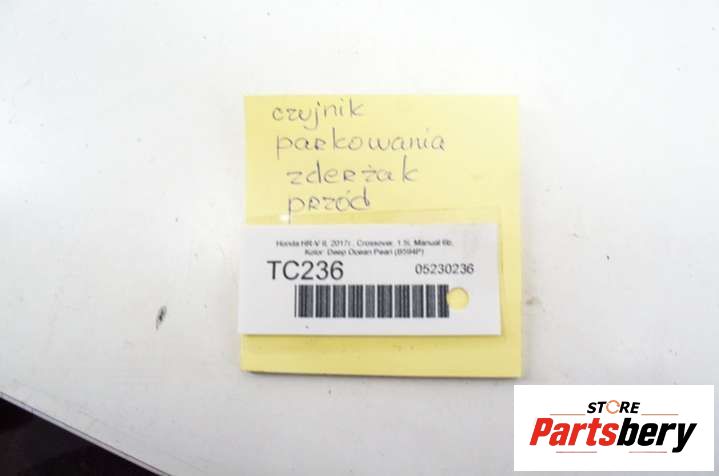 czujnik
parkowania
zderżak
przód
Honda HR-V II, 2017r., Crossover, 1.5i, Manual 6b,
Kolor: Deep Ocean Pearl (B594P)
TC236 05230236
STORE
Partsbery